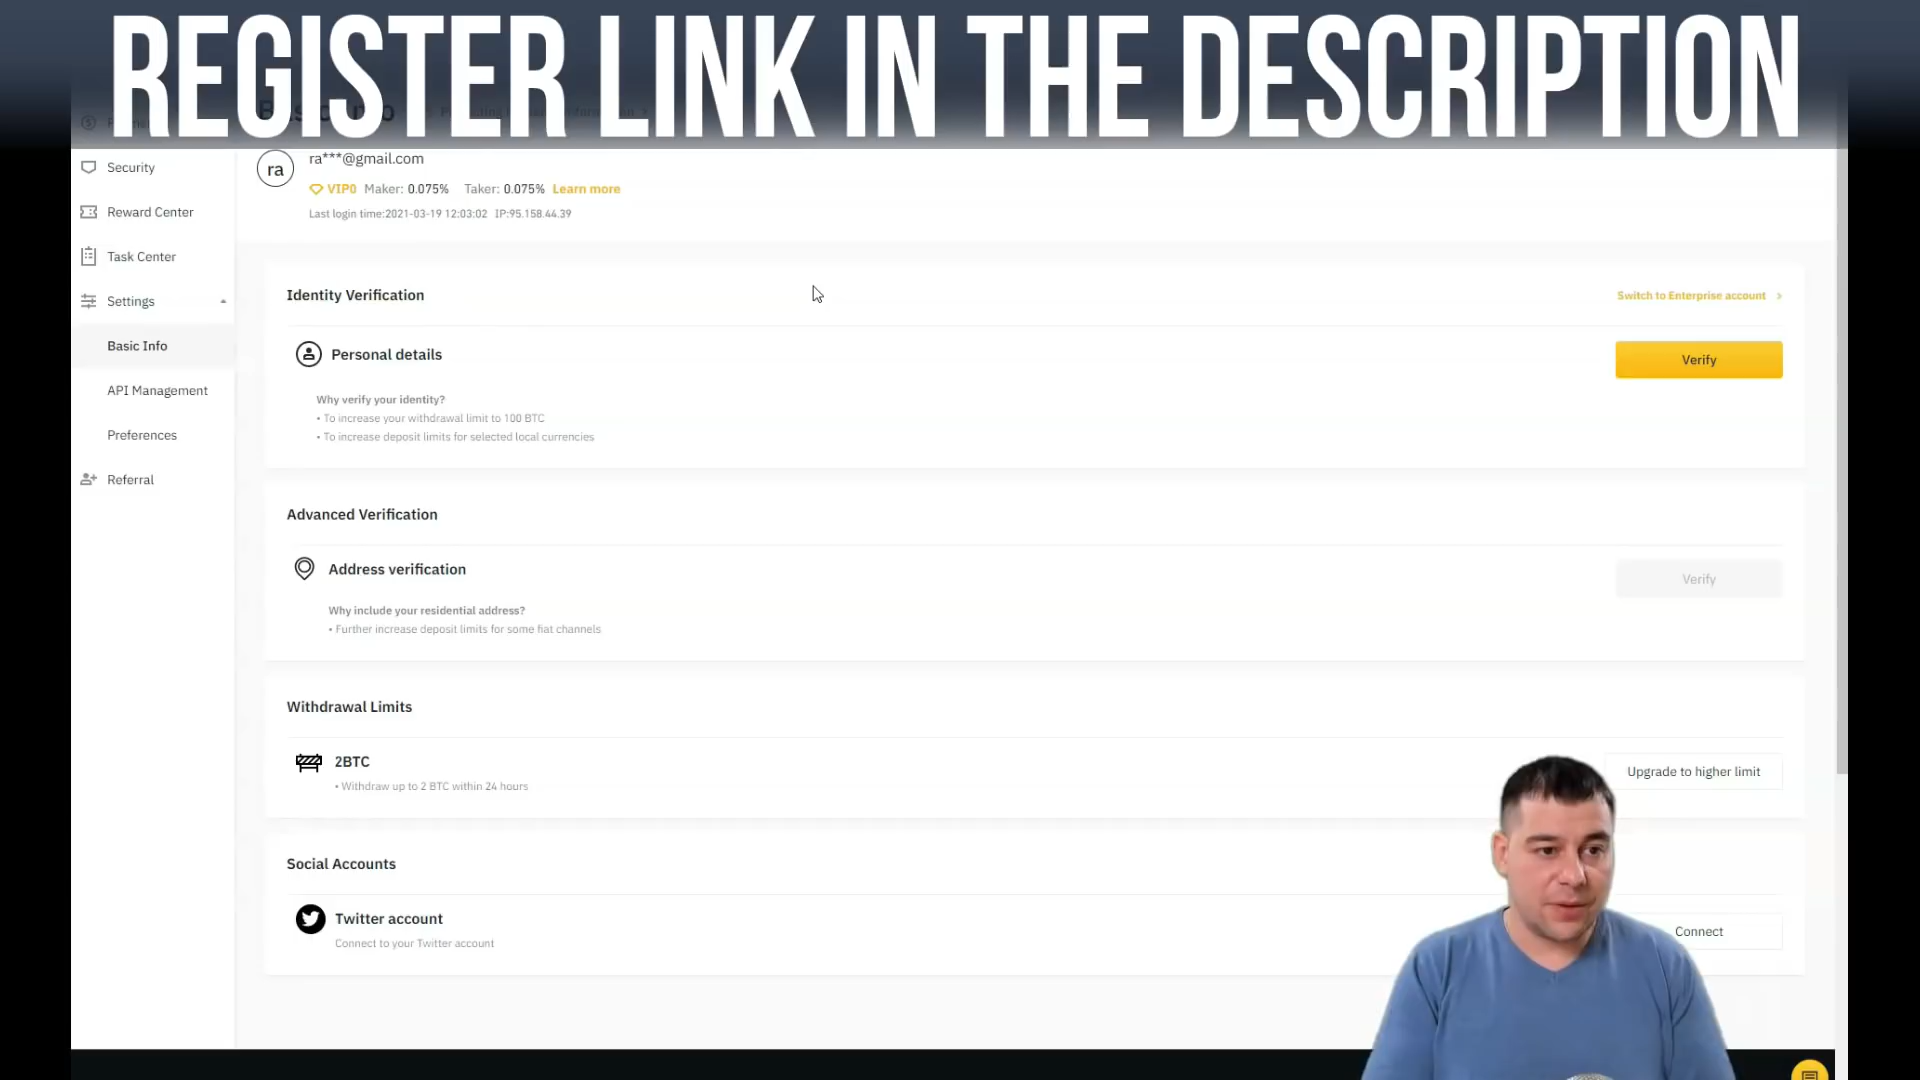 REGISTER LINK IN THE DESCRIPTION
ra
ra***@gmail.com
VIP0 Maker: 0.075% Taker: 0.075% Learn more
Last login time:2021-03-19 12:03:02 IP:95.158.44.39
Security
Reward Center
Task Center
Settings
Basic Info
API Management
Preferences
Referral
Identity Verification
Switch to Enterprise account
Personal details
Verify
Why verify your identity?
• To increase your withdrawal limit to 100 BTC
• To increase deposit limits for selected local currencies
Advanced Verification
Address verification
Verify
Why include your residential address?
• Further increase deposit limits for some fiat channels
Withdrawal Limits
2BTC
• Withdraw up to 2 BTC within 24 hours
Upgrade to higher limit
Social Accounts
Twitter account
Connect to your Twitter account
Connect